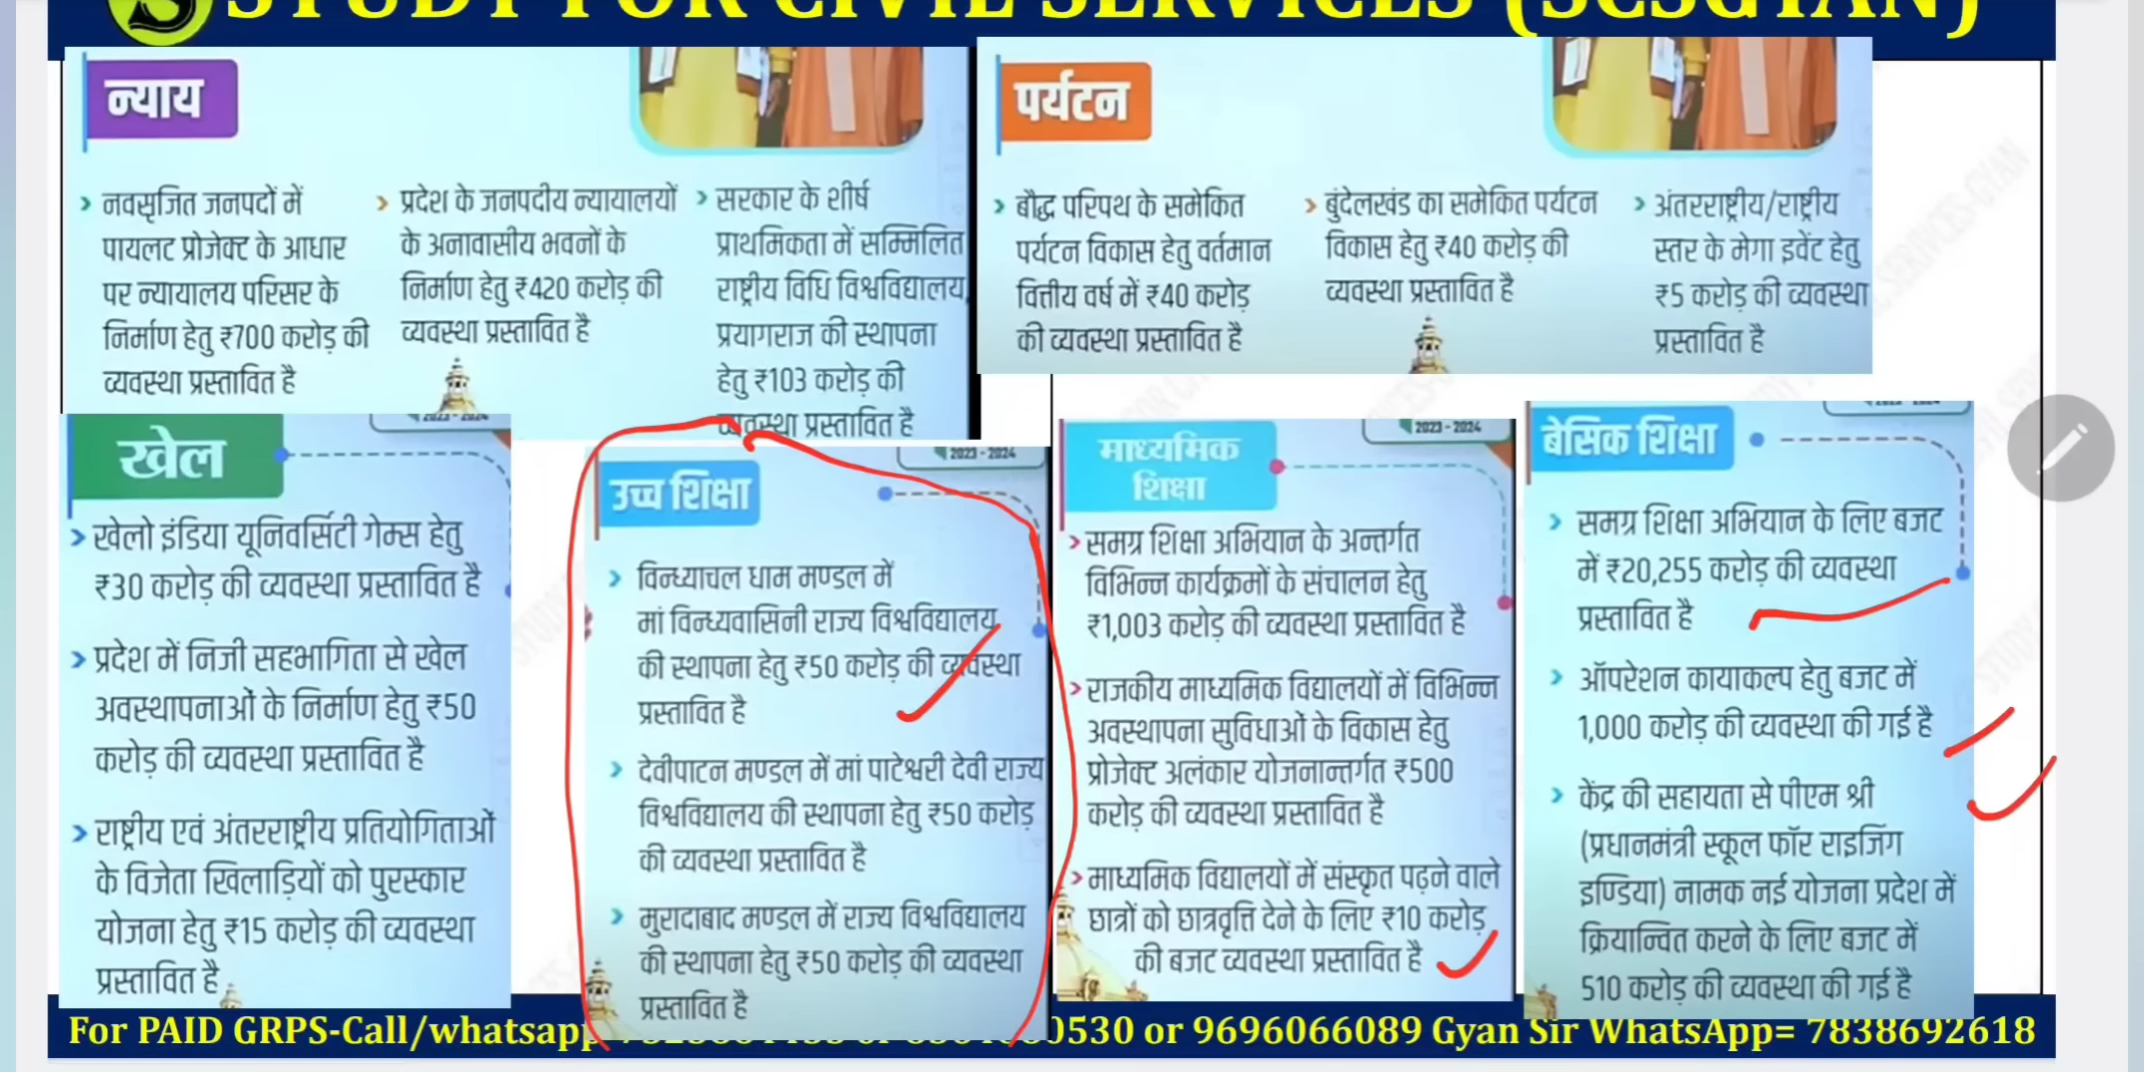 STUDY FOR CIVIL SERVICES (SCSGYAN)
न्याय
> नवसृजित जनपदों में
पायलट प्रोजेक्ट के आधार
पर न्यायालय परिसर के
निर्माण हेतु ₹700 करोड़ की
व्यवस्था प्रस्तावित है
> प्रदेश के जनपदीय न्यायालयों
के अनावासीय भवनों के
निर्माण हेतु ₹420 करोड़ की
व्यवस्था प्रस्तावित है
> सरकार के शीर्ष
प्राथमिकता में सम्मिलित
राष्ट्रीय विधि विश्वविद्यालय,
प्रयागराज की स्थापना
हेतु ₹103 करोड़ की
व्यवस्था प्रस्तावित है
पर्यटन
> बौद्ध परिपथ के समेकित
पर्यटन विकास हेतु वर्तमान
वित्तीय वर्ष में ₹40 करोड़
की व्यवस्था प्रस्तावित है
> बुंदेलखंड का समेकित पर्यटन
विकास हेतु ₹40 करोड़ की
व्यवस्था प्रस्तावित है
> अंतरराष्ट्रीय/राष्ट्रीय
स्तर के मेगा इवेंट हेतु
₹5 करोड़ की व्यवस्था
प्रस्तावित है
2023 - 2024
खेल
> खेलो इंडिया यूनिवर्सिटी गेम्स हेतु
₹30 करोड़ की व्यवस्था प्रस्तावित है
> प्रदेश में निजी सहभागिता से खेल
अवस्थापनाओं के निर्माण हेतु ₹50
करोड़ की व्यवस्था प्रस्तावित है
> राष्ट्रीय एवं अंतरराष्ट्रीय प्रतियोगिताओं
के विजेता खिलाड़ियों को पुरस्कार
योजना हेतु ₹15 करोड़ की व्यवस्था
प्रस्तावित है
2023 - 2024
उच्च शिक्षा
> विन्ध्याचल धाम मण्डल में
मां विन्ध्यवासिनी राज्य विश्वविद्यालय
की स्थापना हेतु ₹50 करोड़ की व्यवस्था
प्रस्तावित है
> देवीपाटन मण्डल में मां पाटेश्वरी देवी राज्य
विश्वविद्यालय की स्थापना हेतु ₹50 करोड़
की व्यवस्था प्रस्तावित है
> मुरादाबाद मण्डल में राज्य विश्वविद्यालय
की स्थापना हेतु ₹50 करोड़ की व्यवस्था
प्रस्तावित है
2023 - 2024
माध्यमिक
शिक्षा
> समग्र शिक्षा अभियान के अन्तर्गत
विभिन्न कार्यक्रमों के संचालन हेतु
₹1,003 करोड़ की व्यवस्था प्रस्तावित है
> राजकीय माध्यमिक विद्यालयों में विभिन्न
अवस्थापना सुविधाओं के विकास हेतु
प्रोजेक्ट अलंकार योजनान्तर्गत ₹500
करोड़ की व्यवस्था प्रस्तावित है
> माध्यमिक विद्यालयों में संस्कृत पढ़ने वाले
छात्रों को छात्रवृत्ति देने के लिए ₹10 करोड़
की बजट व्यवस्था प्रस्तावित है
बेसिक शिक्षा
> समग्र शिक्षा अभियान के लिए बजट
में ₹20,255 करोड़ की व्यवस्था
प्रस्तावित है
> ऑपरेशन कायाकल्प हेतु बजट में
1,000 करोड़ की व्यवस्था की गई है
> केंद्र की सहायता से पीएम श्री
(प्रधानमंत्री स्कूल फॉर राइजिंग
इण्डिया) नामक नई योजना प्रदेश में
क्रियान्वित करने के लिए बजट में
510 करोड़ की व्यवस्था की गई है
For PAID GRPS-Call/whatsapp 0530 or 9696066089 Gyan Sir WhatsApp= 7838692618